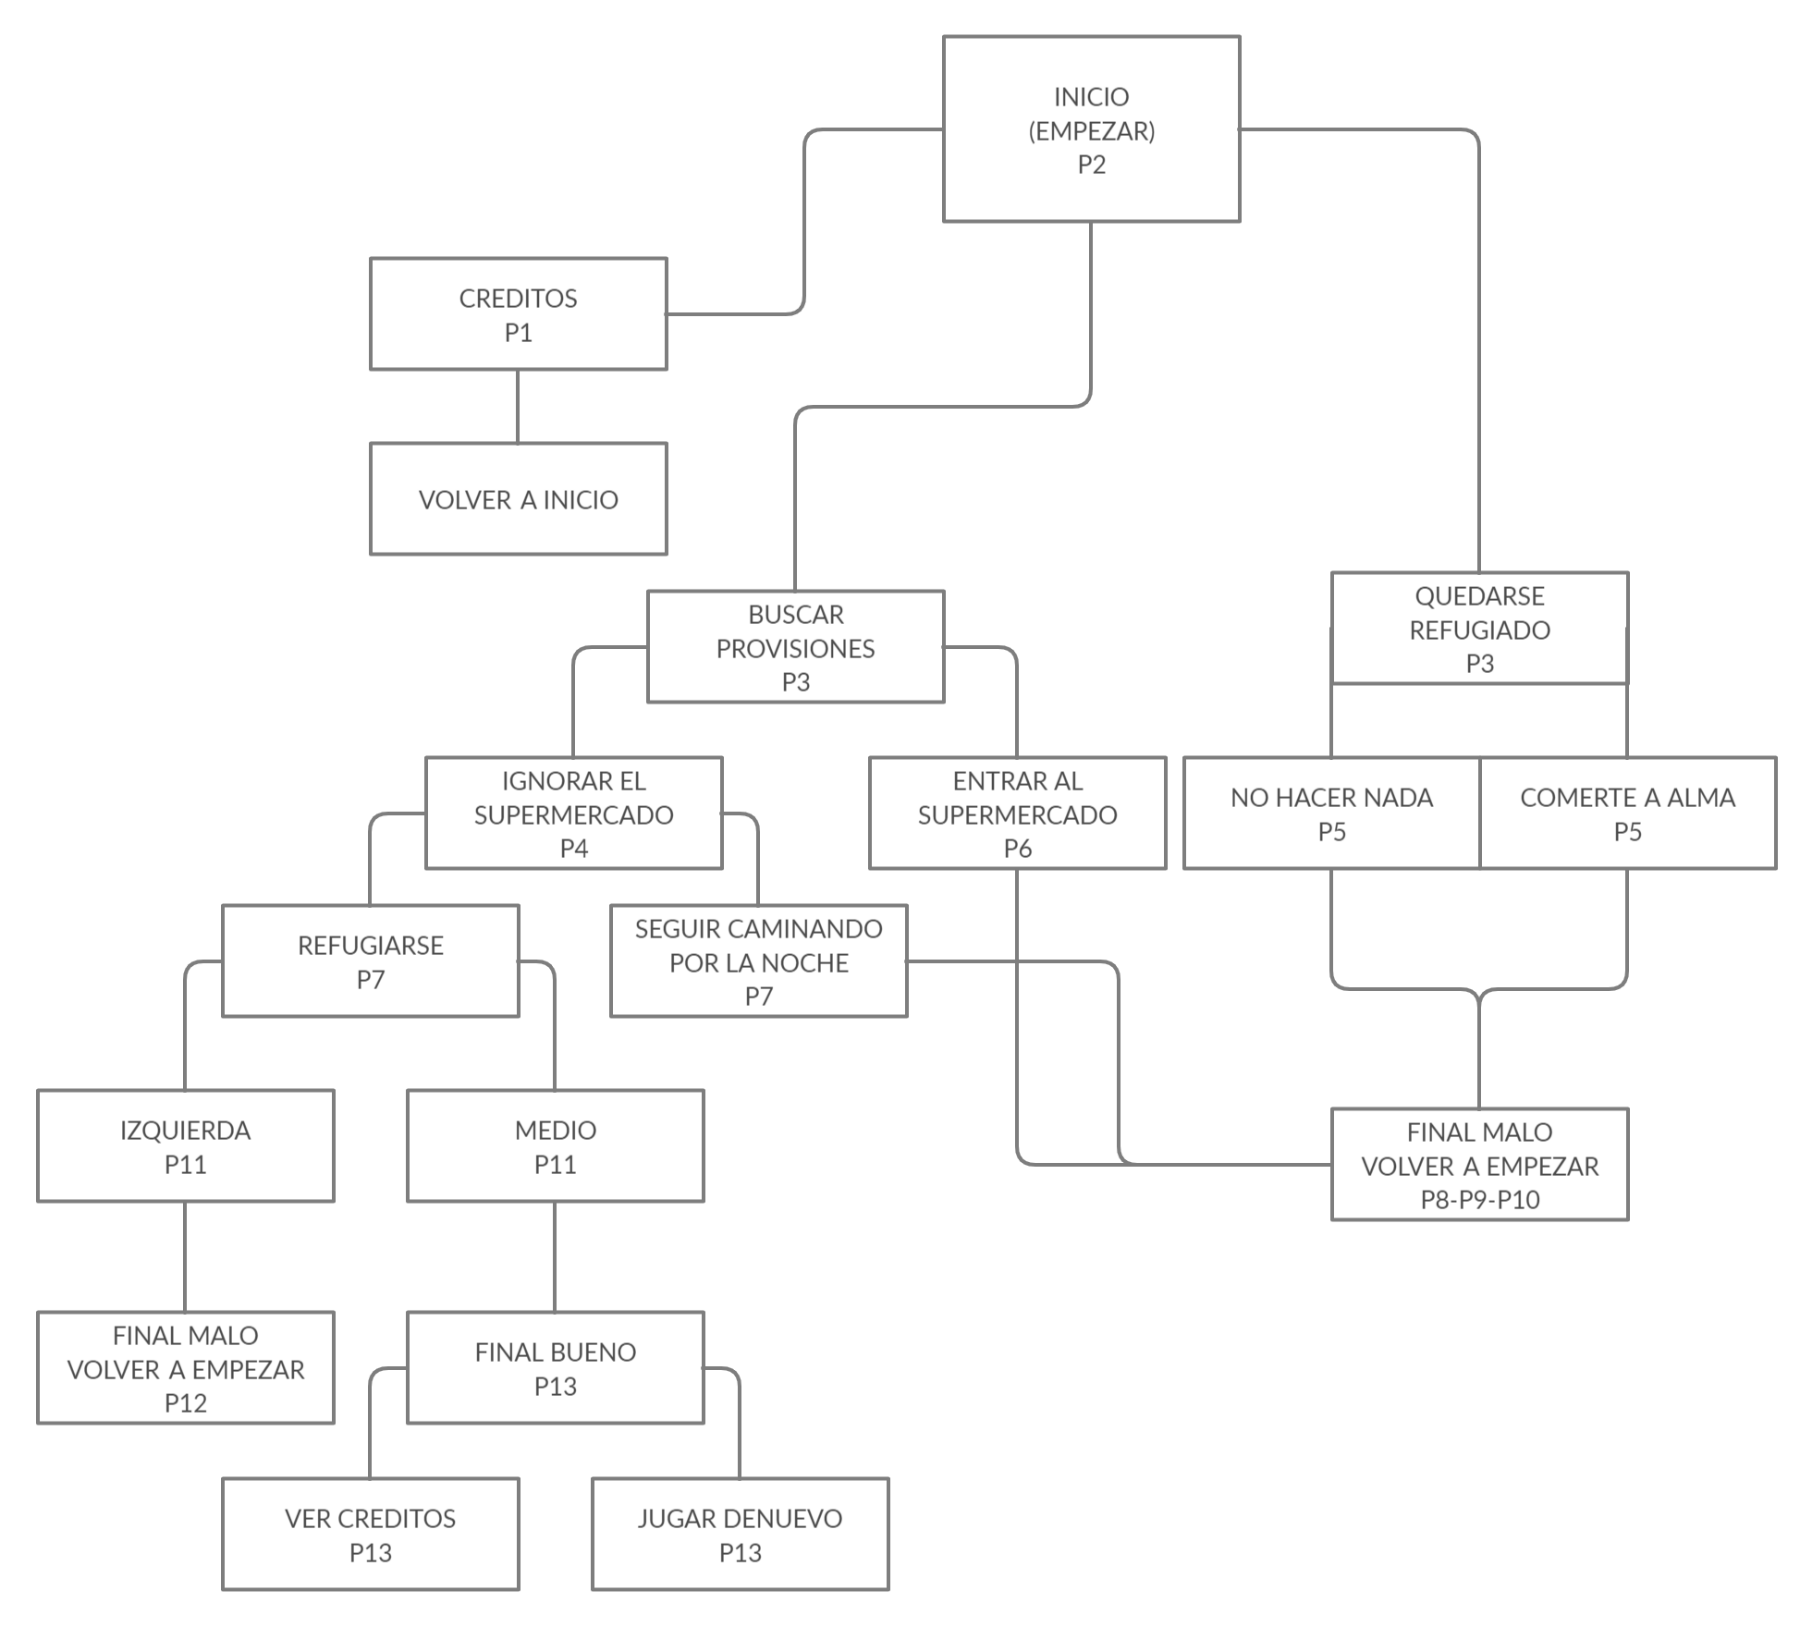 INICIO
(EMPEZAR)
P2
CREDITOS
P1
VOLVER A INICIO
BUSCAR
PROVISIONES
P3
QUEDARSE
REFUGIADO
P3
IGNORAR EL
SUPERMERCADO
P4
ENTRAR AL
SUPERMERCADO
P6
NO HACER NADA
P5
COMERTE A ALMA
P5
REFUGIARSE
P7
SEGUIR CAMINANDO
POR LA NOCHE
P7
IZQUIERDA
P11
MEDIO
P11
FINAL MALO
VOLVER A EMPEZAR
P8-P9-P10
FINAL MALO
VOLVER A EMPEZAR
P12
FINAL BUENO
P13
VER CREDITOS
P13
JUGAR DENUEVO
P13